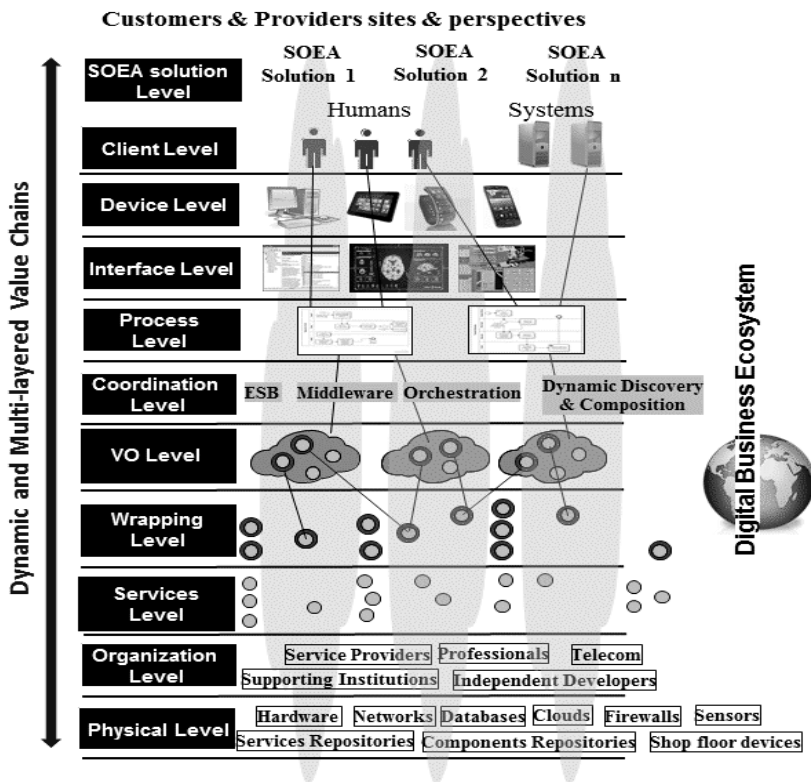 Customers & Providers sites & perspectives
SOEA solution Level
SOEA Solution 1
SOEA Solution 2
SOEA Solution n
Humans
Systems
Client Level
Device Level
Interface Level
Process Level
Coordination Level
ESB
Middleware
Orchestration
Dynamic Discovery & Composition
VO Level
Wrapping Level
Services Level
Organization Level
Service Providers
Professionals
Telecom
Supporting Institutions
Independent Developers
Physical Level
Hardware
Networks
Databases
Clouds
Firewalls
Sensors
Services Repositories
Components Repositories
Shop floor devices
Dynamic and Multi-layered Value Chains
Digital Business Ecosystem